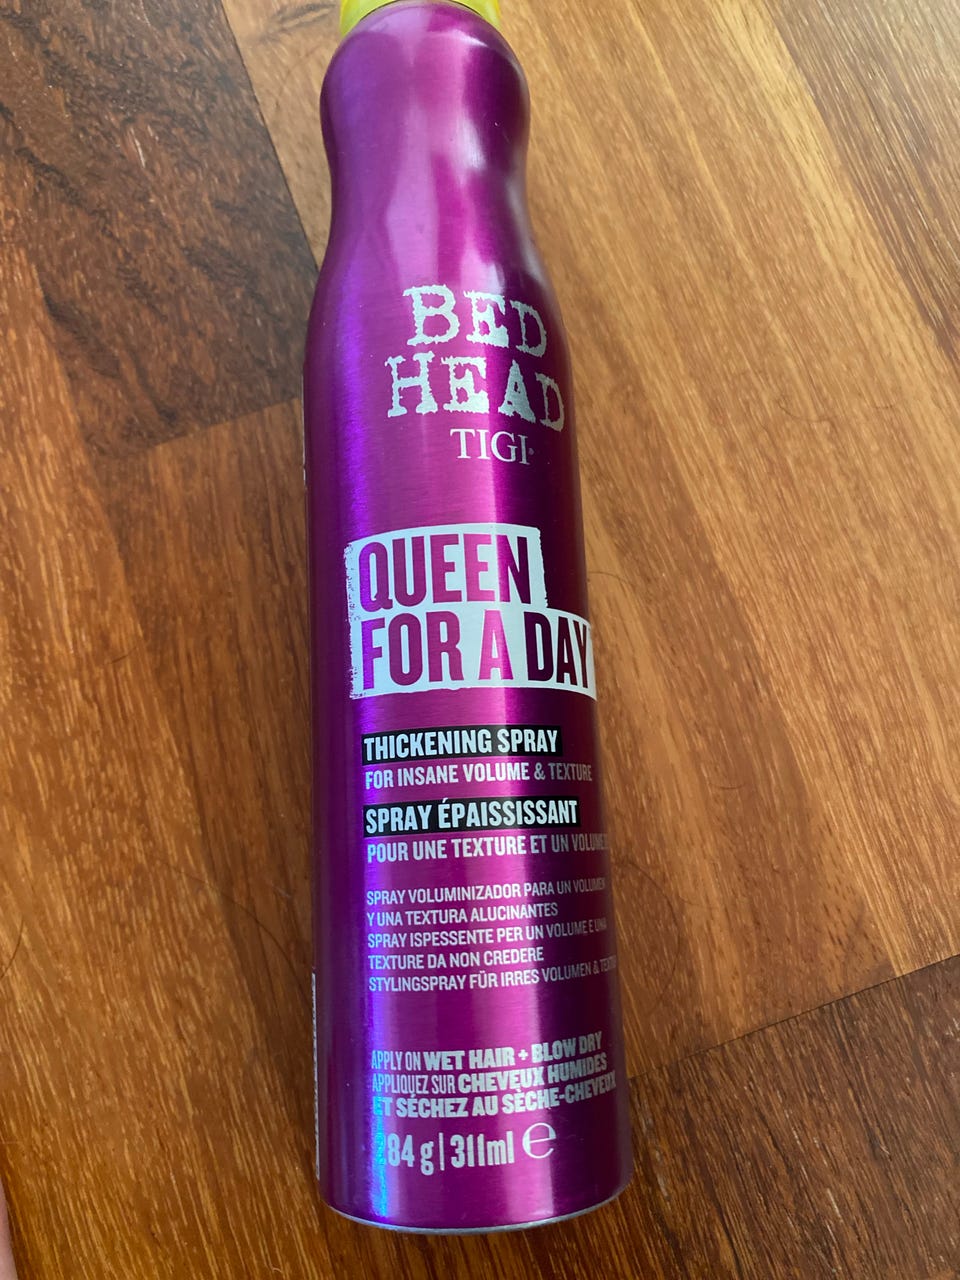 BED
HEAD
TIGI®
QUEEN
FOR A DAY
THICKENING SPRAY
FOR INSANE VOLUME & TEXTURE
SPRAY ÉPAISSISSANT
POUR UNE TEXTURE ET UN
SPRAY VOLUMINIZADOR PARA UN VOLUMEN
Y UNA TEXTURA ALUCINANTES
SPRAY ISPESSENTE PER UN VOLUME E UNA
TEXTURE DA NON CREDERE
STYLINGSPRAY FÜR IRRES VOLUMEN &
APPLY ON WET HAIR + BLOW DRY
APPLIQUEZ SUR CHEVEUX HUMIDES
ET SÉCHEZ AU SÈCHE-CHEVEUX
84 g | 311ml e